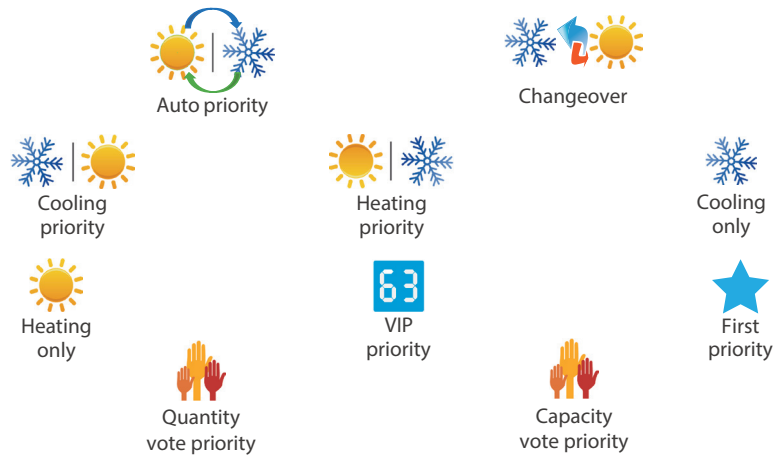 Auto priority
Changeover
Cooling
priority
Heating
priority
Cooling
only
Heating
only
63
VIP
priority
First
priority
Quantity
vote priority
Capacity
vote priority